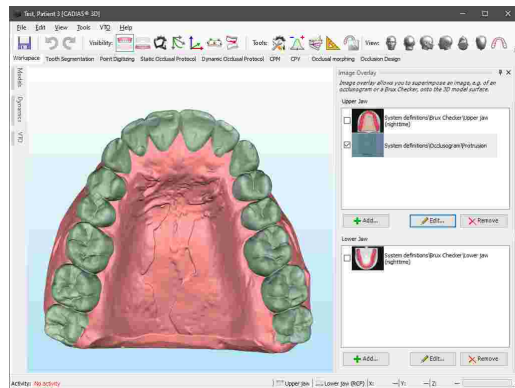 Test, Patient 3 [CADIAS® 3D]
File Edit View Tools VTO Help
Visibility: Tools: View:
Workspace Tooth Segmentation Point Digitizing Static Occlusal Protocol Dynamic Occlusal Protocol CPM CPV Occlusal morphing Occlusion Design
Models
Dynamics
VTO
Image Overlay
Image overlay allows you to superimpose an image, e.g. of an
occlusogram or a Brux Checker, onto the 3D model surface.
Upper Jaw
System definitions\Brux Checker\Upper jaw
(nighttime)
System definitions\Occlusogram\Protrusion
Add... Edit... Remove
Lower Jaw
System definitions\Brux Checker\Lower jaw
(nighttime)
Add... Edit... Remove
Activity: No activity Upper jaw Lower jaw (RCP) X: — Y: — Z: —